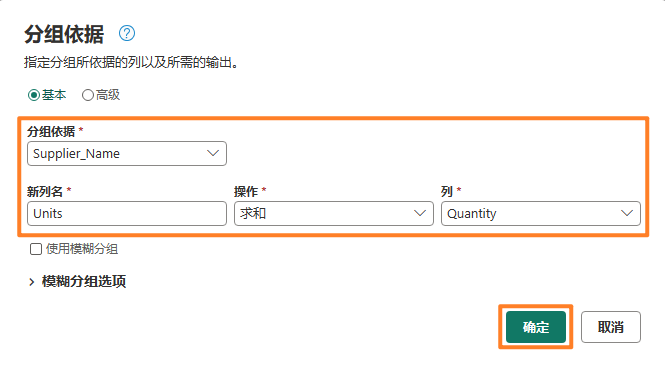 分组依据
指定分组所依据的列以及所需的输出。
基本 高级
分组依据 *
Supplier_Name
新列名 * 操作 * 列 *
Units 求和 Quantity
使用模糊分组
模糊分组选项
确定 取消